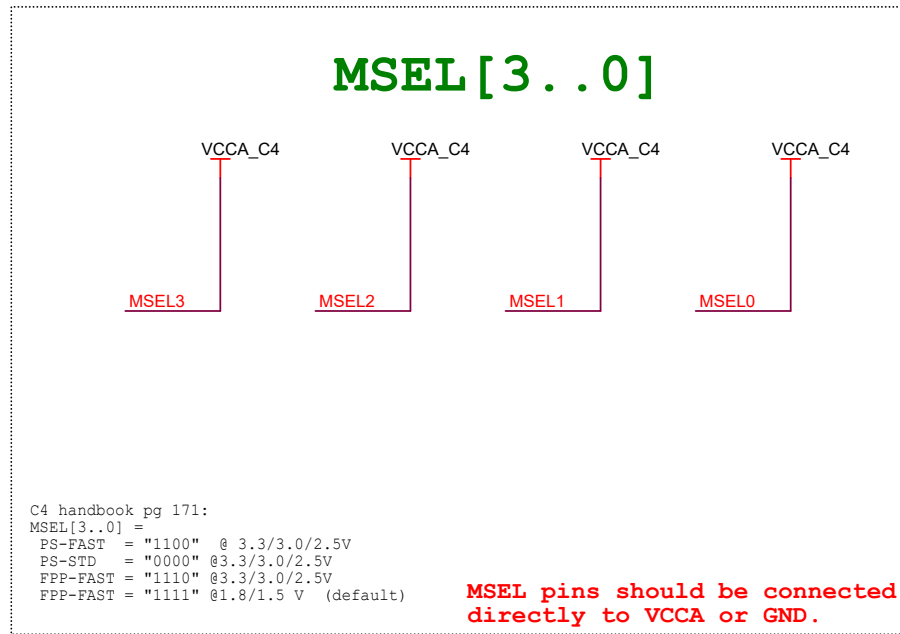 MSEL[3..0]
VCCA_C4 VCCA_C4 VCCA_C4 VCCA_C4
MSEL3 MSEL2 MSEL1 MSEL0
C4 handbook pg 171:
MSEL[3..0] =
PS-FAST = "1100" @ 3.3/3.0/2.5V
PS-STD = "0000" @3.3/3.0/2.5V
FPP-FAST = "1110" @3.3/3.0/2.5V
FPP-FAST = "1111" @1.8/1.5 V (default)
MSEL pins should be connected
directly to VCCA or GND.